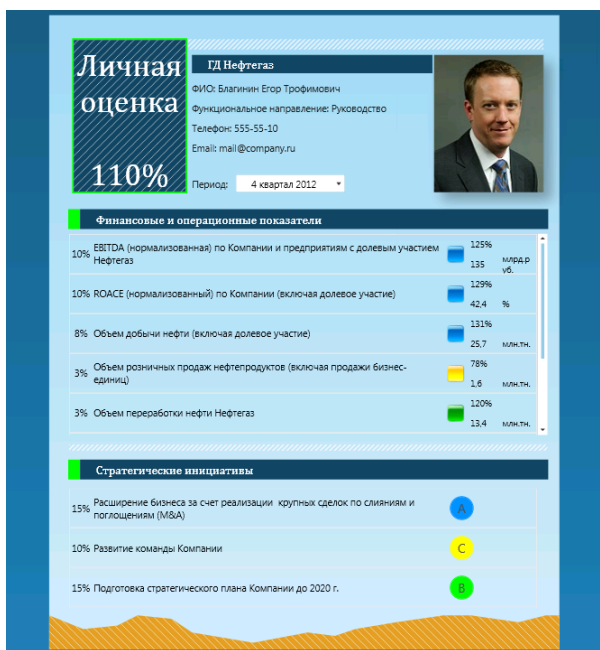 Личная
оценка
110%
ГД Нефтегаз
ФИО: Благинин Егор Трофимович
Функциональное направление: Руководство
Телефон: 555-55-10
Email: mail@company.ru
Период: 4 квартал 2012
Финансовые и операционные показатели
10% EBITDA (нормализованная) по Компании и предприятиям с долевым участием
Нефтегаз
125%
135 млрд.р
уб.
10% ROACE (нормализованный) по Компании (включая долевое участие)
129%
42,4 %
8% Объем добычи нефти (включая долевое участие)
131%
25,7 млн.тн.
3% Объем розничных продаж нефтепродуктов (включая продажи бизнес-
единиц)
78%
1,6 млн.тн.
3% Объем переработки нефти Нефтегаз
120%
13,4 млн.тн.
Стратегические инициативы
15% Расширение бизнеса за счет реализации крупных сделок по слияниям и
поглощениям (M&A)
A
10% Развитие команды Компании
C
15% Подготовка стратегического плана Компании до 2020 г.
B